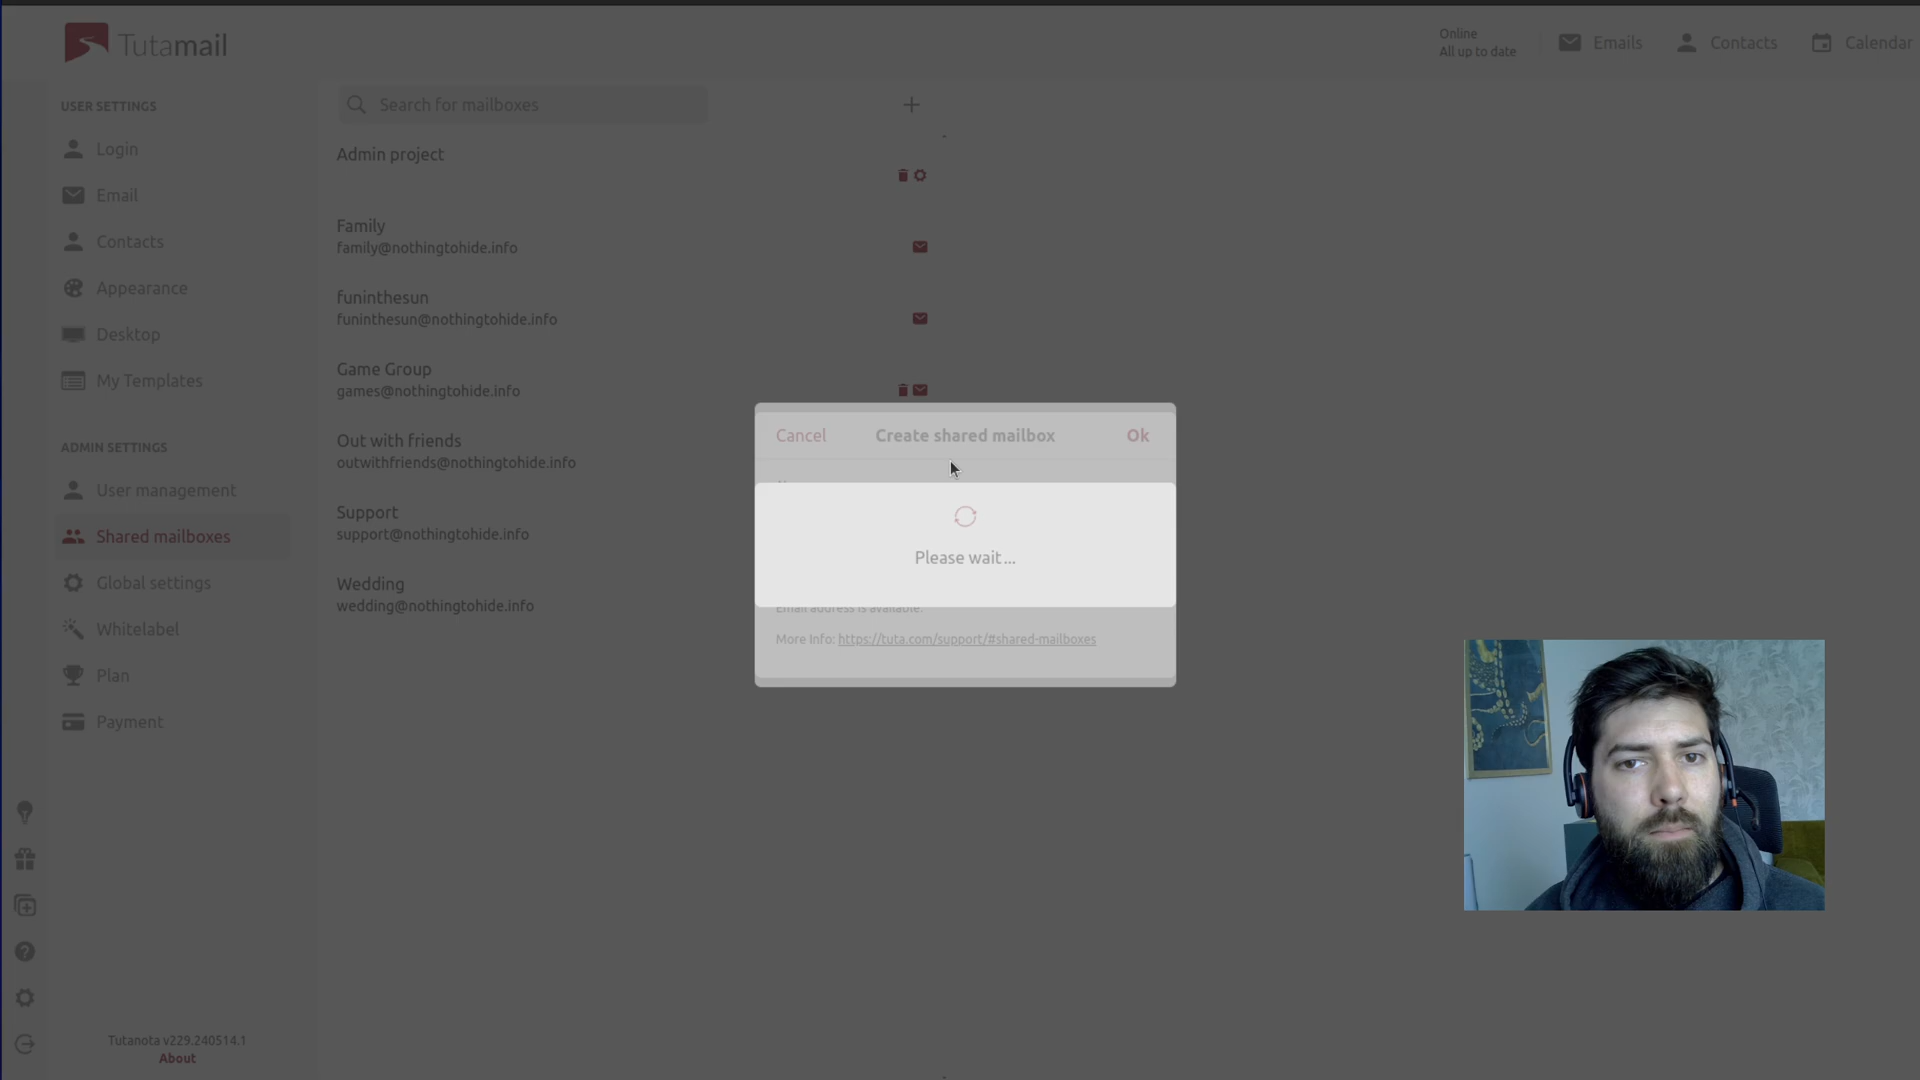 Tutamail
Online
All up to date
Emails
Contacts
Calendar
USER SETTINGS
Login
Email
Contacts
Appearance
Desktop
My Templates
ADMIN SETTINGS
User management
Shared mailboxes
Global settings
Whitelabel
Plan
Payment
Tutanota v229.240514.1
About
Search for mailboxes
Admin project
Family
family@nothingtohide.info
funinthesun
funinthesun@nothingtohide.info
Game Group
games@nothingtohide.info
Out with friends
outwithfriends@nothingtohide.info
Support
support@nothingtohide.info
Wedding
wedding@nothingtohide.info
Cancel
Create shared mailbox
Ok
Please wait ...
Email address is available.
More Info: https://tuta.com/support/#shared-mailboxes